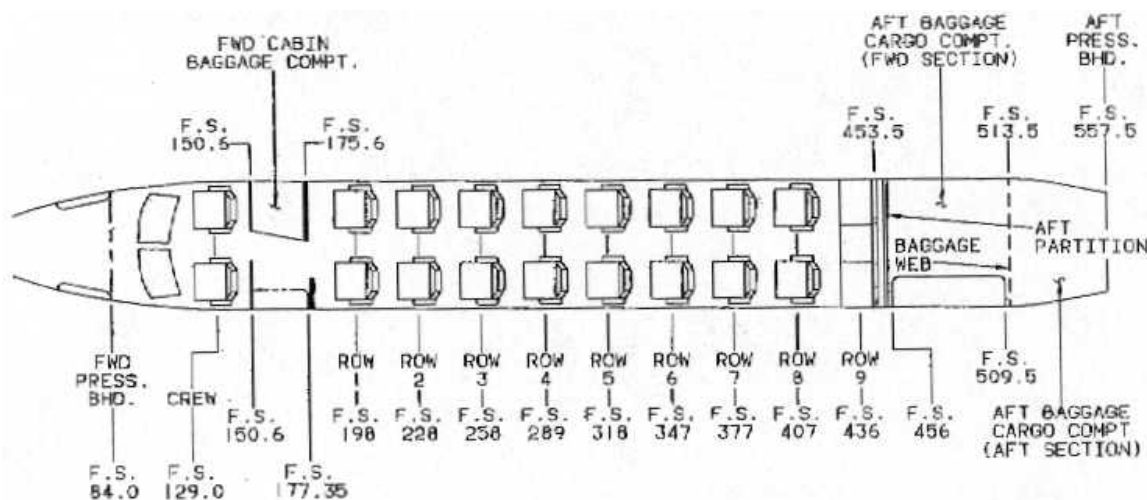 FWD CABIN
BAGGAGE COMPT.
AFT BAGGAGE
CARGO COMPT.
(FWD SECTION)
AFT
PRESS.
BHD.
F.S.
150.6
F.S.
175.6
F.S.
453.5
F.S.
513.5
F.S.
557.5
AFT
PARTITION
BAGGAGE
WEB
FWD
PRESS.
BHD.
CREW
F.S.
150.6
ROW
1
ROW
2
ROW
3
ROW
4
ROW
5
ROW
6
ROW
7
ROW
8
ROW
9
F.S.
509.5
F.S.
198
F.S.
228
F.S.
258
F.S.
289
F.S.
318
F.S.
347
F.S.
377
F.S.
407
F.S.
436
F.S.
456
AFT BAGGAGE
CARGO COMPT
(AFT SECTION)
F.S.
84.0
F.S.
129.0
F.S.
177.35